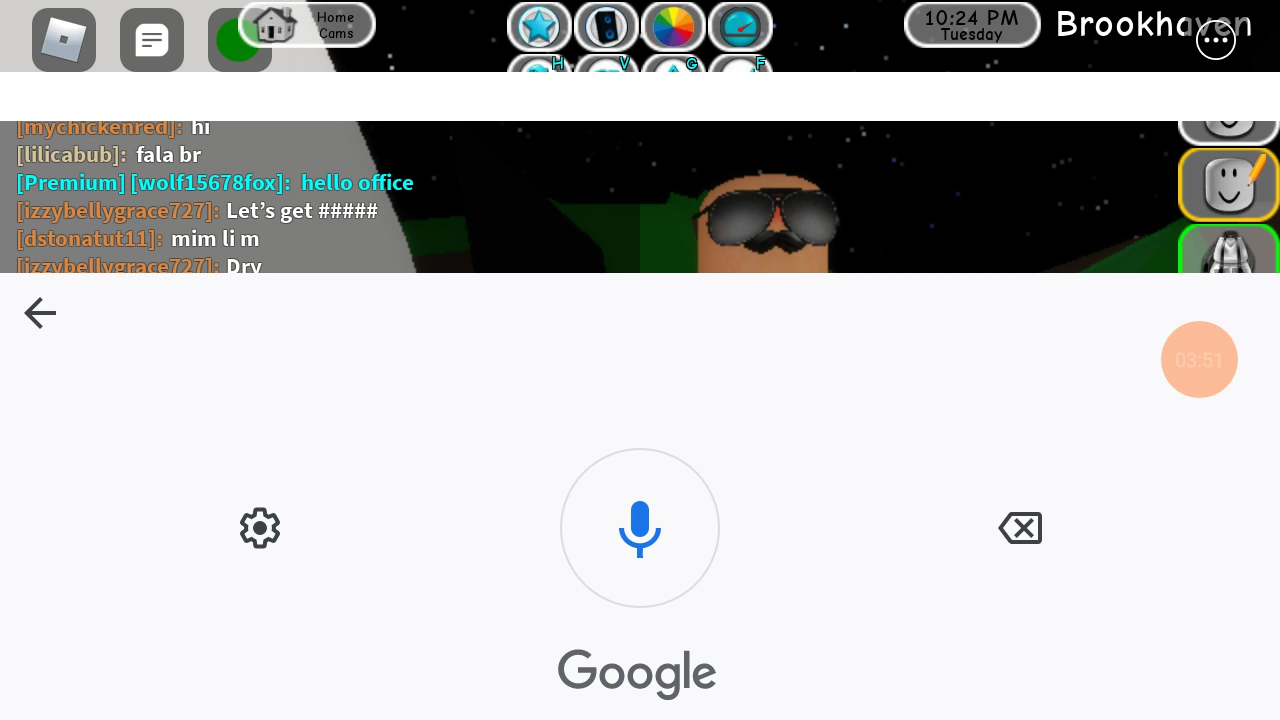 Home
Cams
H
V
G
F
10:24 PM
Tuesday
Brookhaven
[mychickenred]: hi
[lilicabub]: fala br
[Premium] [wolf15678fox]: hello office
[izzybellygrace727]: Let's get #####
[dstonatut11]: mim li m
[izzybellygrace727]: Dry
03:51
Google